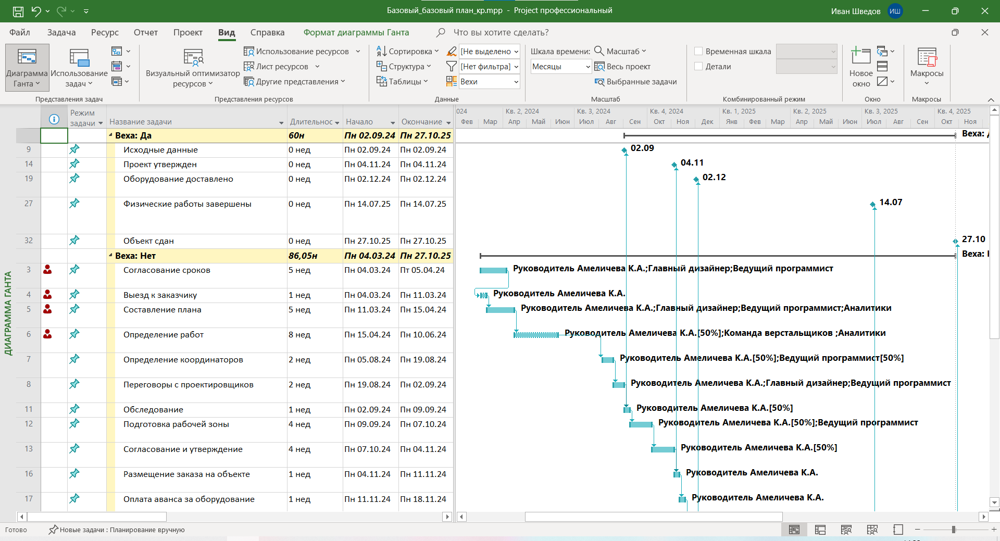 Базовый_базовый план_кр.mpp - Project профессиональный
Иван Шведов ИШ
Файл Задача Ресурс Отчет Проект Вид Справка Формат диаграммы Ганта Что вы хотите сделать?
Диаграмма Ганта
Использование задач
Представления задач
Визуальный оптимизатор ресурсов
Использование ресурсов
Лист ресурсов
Другие представления
Представления ресурсов
Сортировка
Структура
Таблицы
[Не выделено
[Нет фильтра]
Вехи
Данные
Шкала времени:
Месяцы
Масштаб
Весь проект
Выбранные задачи
Масштаб
Временная шкала
Детали
Комбинированный режим
Новое окно
Окно
Макросы
Макросы
Режим задачи Название задачи Длительнос Начало Окончание
024 Кв. 2, 2024 Кв. 3, 2024 Кв. 4, 2024 Кв. 1, 2025 Кв. 2, 2025 Кв. 3, 2025 Кв. 4, 2025
Фев Мар Апр Май Июн Июл Авг Сен Окт Ноя Дек Янв Фев Мар Апр Май Июн Июл Авг Сен Окт Ноя
Веха: Да 60н Пн 02.09.24 Пн 27.10.25 Веха:
9 Исходные данные 0 нед Пн 02.09.24 Пн 02.09.24 02.09
14 Проект утвержден 0 нед Пн 04.11.24 Пн 04.11.24 04.11
19 Оборудование доставлено 0 нед Пн 02.12.24 Пн 02.12.24 02.12
27 Физические работы завершены 0 нед Пн 14.07.25 Пн 14.07.25 14.07
32 Объект сдан 0 нед Пн 27.10.25 Пн 27.10.25 27.10
Веха: Нет 86,05н Пн 04.03.24 Пн 27.10.25 Веха:
3 Согласование сроков 5 нед Пн 04.03.24 Пт 05.04.24 Руководитель Амеличева К.А.;Главный дизайнер;Ведущий программист
4 Выезд к заказчику 1 нед Пн 04.03.24 Пн 11.03.24 Руководитель Амеличева К.А.
5 Составление плана 5 нед Пн 11.03.24 Пн 15.04.24 Руководитель Амеличева К.А.;Главный дизайнер;Ведущий программист;Аналитики
6 Определение работ 8 нед Пн 15.04.24 Пн 10.06.24 Руководитель Амеличева К.А.[50%];Команда верстальщиков ;Аналитики
7 Определение координаторов 2 нед Пн 05.08.24 Пн 19.08.24 Руководитель Амеличева К.А.[50%];Ведущий программист[50%]
8 Переговоры с проектировщиков 2 нед Пн 19.08.24 Пн 02.09.24 Руководитель Амеличева К.А.;Главный дизайнер;Ведущий программист
11 Обследование 1 нед Пн 02.09.24 Пн 09.09.24 Руководитель Амеличева К.А.[50%]
12 Подготовка рабочей зоны 4 нед Пн 09.09.24 Пн 07.10.24 Руководитель Амеличева К.А.[50%];Ведущий программист
13 Согласование и утверждение 4 нед Пн 07.10.24 Пн 04.11.24 Руководитель Амеличева К.А.[50%]
16 Размещение заказа на объекте 1 нед Пн 04.11.24 Пн 11.11.24 Руководитель Амеличева К.А.
17 Оплата аванса за оборудование 1 нед Пн 11.11.24 Пн 18.11.24 Руководитель Амеличева К.А.
ДИАГРАММА ГАНТА
Готово Новые задачи : Планирование вручную